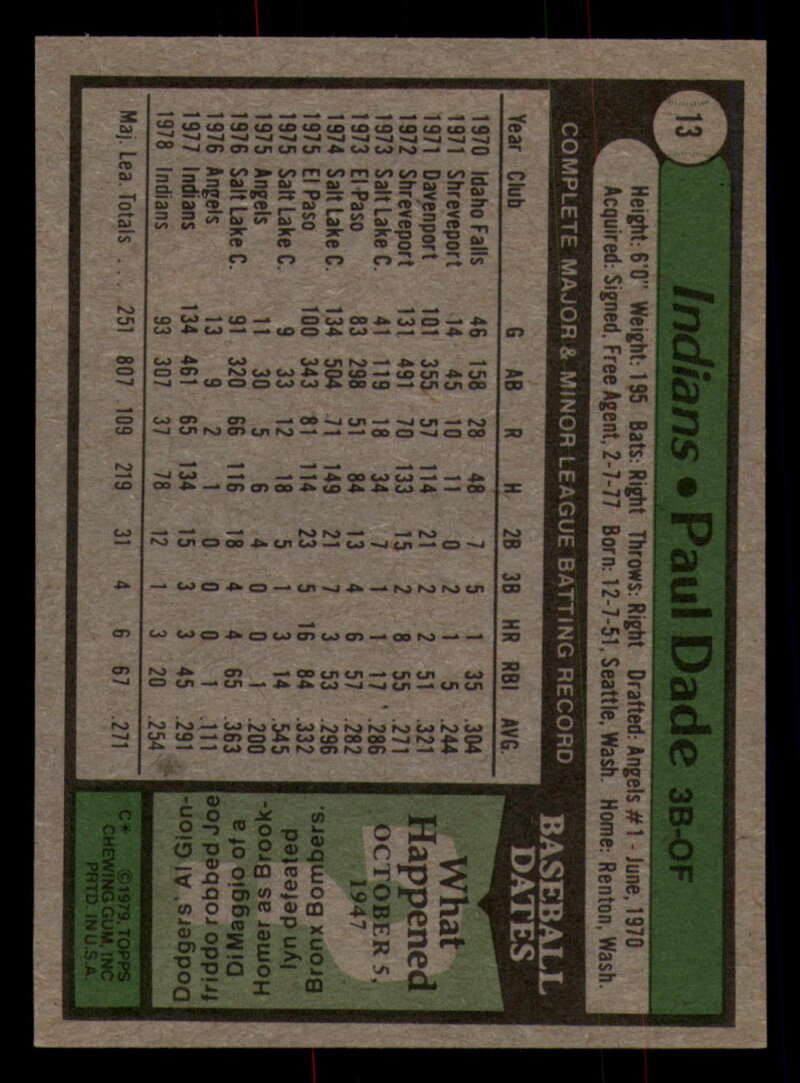 13
Indians • Paul Dade 3B-OF
Height: 6'0" Weight: 195 Bats: Right Throws: Right Drafted: Angels #1 - June, 1970
Acquired: Signed, Free Agent, 2-7-77 Born: 12-7-51, Seattle, Wash. Home: Renton, Wash.
COMPLETE MAJOR & MINOR LEAGUE BATTING RECORD
Year Club G AB R H 2B 3B HR RBI AVG.
1970 Idaho Falls 46 158 28 48 7 5 1 35 .304
1971 Shreveport 14 45 10 11 0 2 1 5 .244
1971 Davenport 101 355 57 114 21 2 2 51 .321
1972 Shreveport 131 491 70 133 15 2 8 55 .271
1973 Salt Lake C. 41 119 18 34 7 1 1 17 .286
1973 El Paso 83 298 51 84 13 4 6 57 .282
1974 Salt Lake C. 134 504 71 149 21 7 3 53 .296
1975 El Paso 100 343 81 114 23 5 16 84 .332
1975 Salt Lake C. 9 33 12 18 5 1 3 14 .545
1975 Angels 11 30 5 6 4 0 0 1 .200
1976 Salt Lake C. 91 320 66 116 18 4 4 65 .363
1976 Angels 13 9 2 1 0 0 0 1 .111
1977 Indians 134 461 65 134 15 3 3 45 .291
1978 Indians 93 307 37 78 12 1 3 20 .254
Maj. Lea. Totals . . . 251 807 109 219 31 4 6 67 .271
BASEBALL
DATES
What
Happened
OCTOBER 5,
1947
Dodgers' Al Gion-
friddo robbed Joe
DiMaggio of a
Homer as Brook-
lyn defeated
Bronx Bombers.
C* ©1979, TOPPS
CHEWING GUM, INC
PRTD. IN U.S.A.